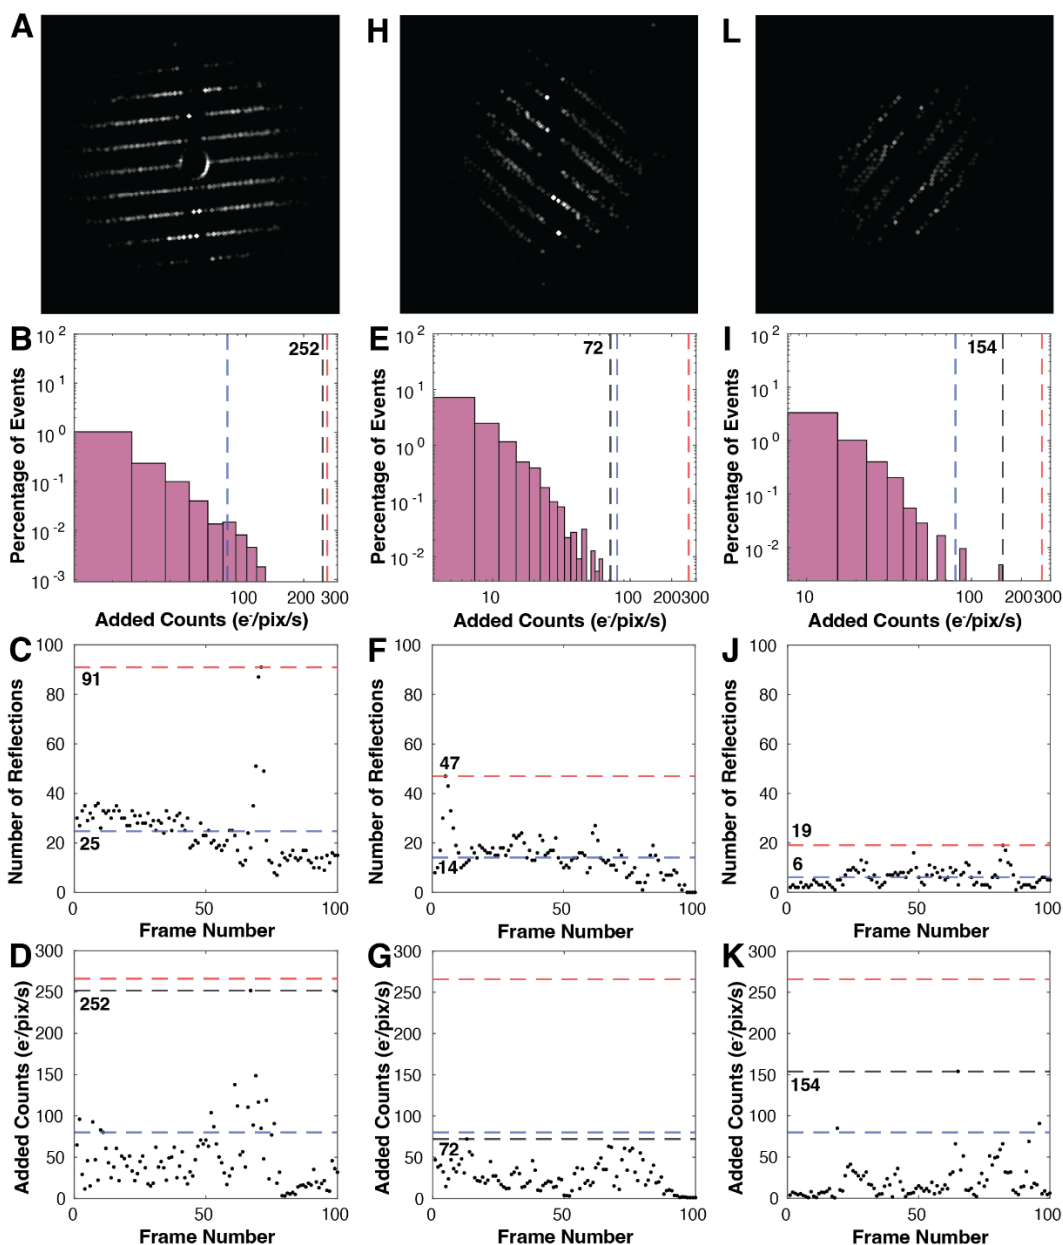 A H L
B E I
10² 10² 10²
252 72 154
10¹ 10¹ 10¹
10⁰ 10⁰ 10⁰
10⁻¹ 10⁻¹ 10⁻¹
10⁻² 10⁻² 10⁻²
10⁻³
Percentage of Events Percentage of Events Percentage of Events
100 200 300 10 100 200300 10 100 200 300
Added Counts (e⁻/pix/s) Added Counts (e⁻/pix/s) Added Counts (e⁻/pix/s)
C F J
100 100 100
91
80 80 80
60 60 60
47
40 40 40
25 14 19
6
20 20 20
0 0 0
Number of Reflections Number of Reflections Number of Reflections
0 50 100 0 50 100 0 50 100
Frame Number Frame Number Frame Number
D G K
300 300 300
250 250 250
252
200 200 200
150 150 150
154
100 100 100
72
50 50 50
0 0 0
Added Counts (e⁻/pix/s) Added Counts (e⁻/pix/s) Added Counts (e⁻/pix/s)
0 50 100 0 50 100 0 50 100
Frame Number Frame Number Frame Number